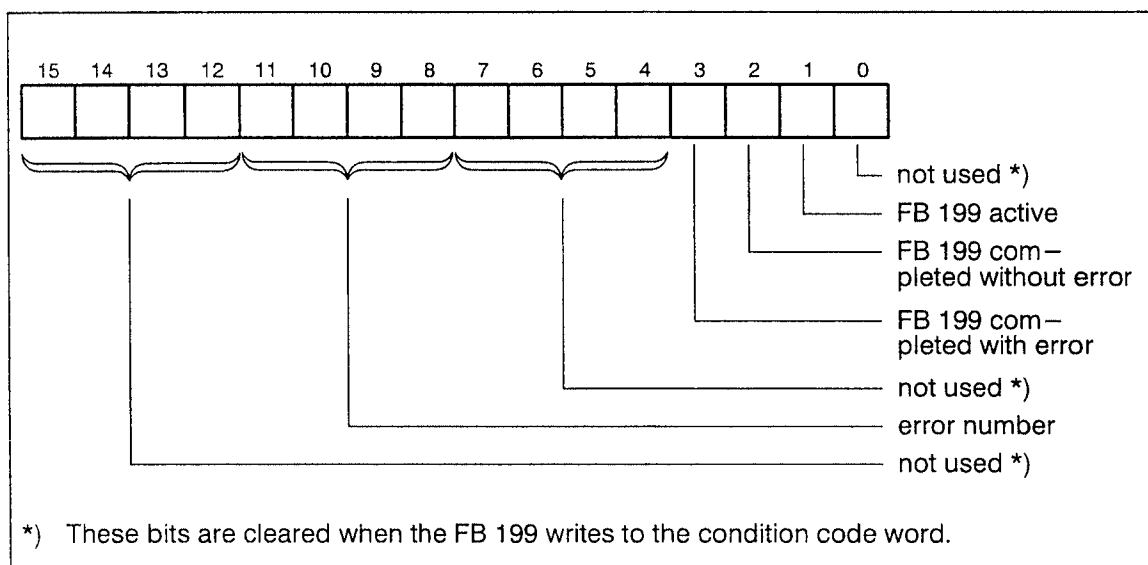 15 14 13 12 11 10 9 8 7 6 5 4 3 2 1 0
not used *)
FB 199 active
FB 199 com–
pleted without error
FB 199 com–
pleted with error
not used *)
error number
not used *)
*) These bits are cleared when the FB 199 writes to the condition code word.